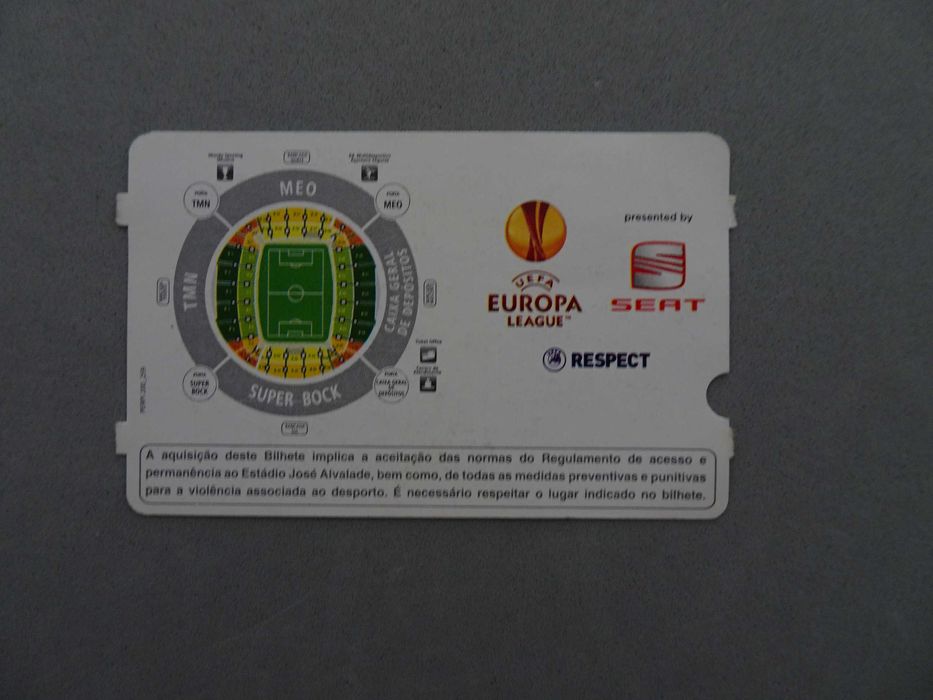 MEO
PORTA
TMN
PORTA
MEO
TMN
CAIXA GERAL
DE DEPÓSITOS
PORTA
SUPER
BOCK
SUPER BOCK
PORTA
CAIXA GERAL
DE
DEPÓSITOS
Ticket Office
presented by
UEFA
EUROPA
LEAGUE™
SEAT
RESPECT
A aquisição deste Bilhete implica a aceitação das normas do Regulamento de acesso e
permanência ao Estádio José Alvalade, bem como, de todas as medidas preventivas e punitivas
para a violência associada ao desporto. É necessário respeitar o lugar indicado no bilhete.